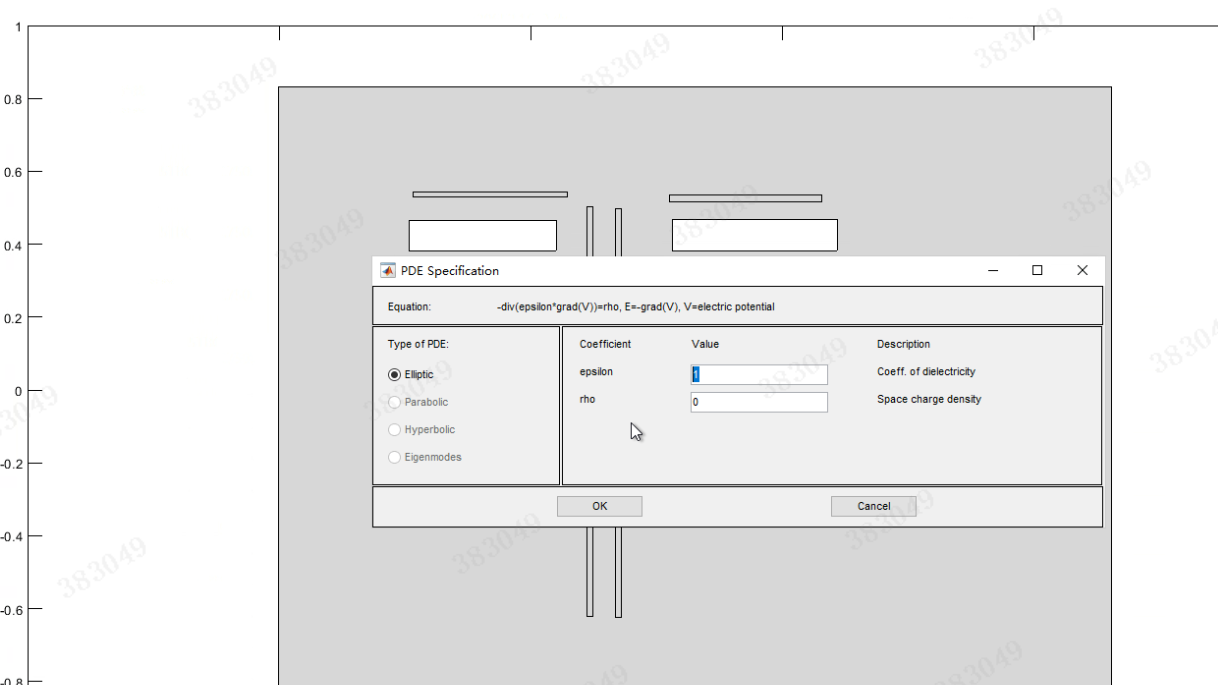 383049
1
383049
383049
0.8
0.6
383049
383049
383049
0.4
383049
PDE Specification
Equation: -div(epsilon*grad(V))=rho, E=-grad(V), V=electric potential
0.2
Type of PDE: Coefficient Value Description
Elliptic epsilon 1 Coeff. of dielectricity
383049
383049
0
Parabolic rho 0 Space charge density
Hyperbolic
Eigenmodes
-0.2
OK Cancel
383049
383049
-0.4
383049
-0.6
-0.8